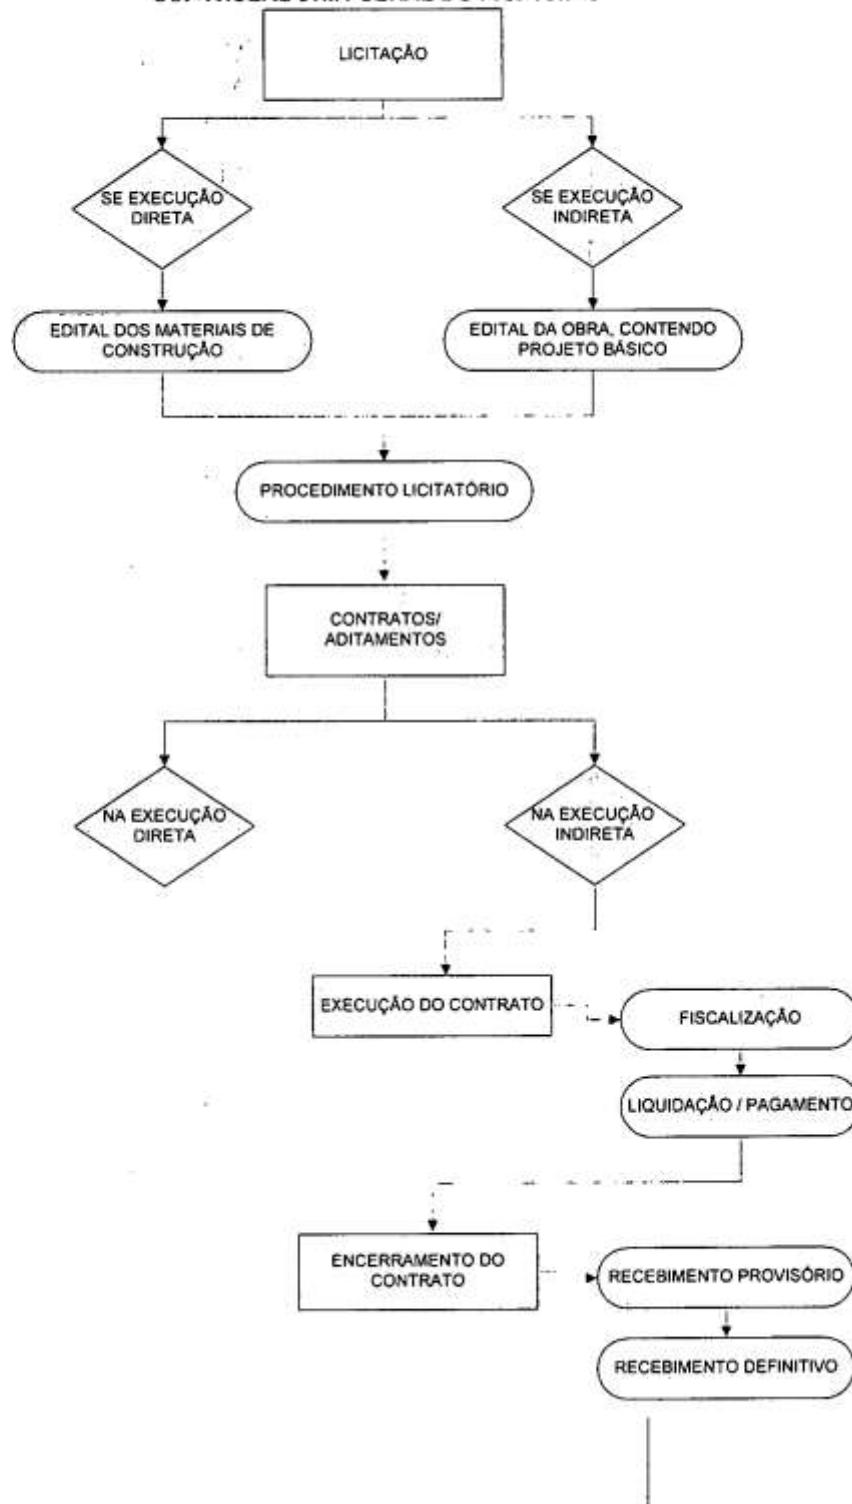 LICITAÇÃO
SE EXECUÇÃO
DIRETA
SE EXECUÇÃO
INDIRETA
EDITAL DOS MATERIAIS DE
CONSTRUÇÃO
EDITAL DA OBRA, CONTENDO
PROJETO BÁSICO
PROCEDIMENTO LICITATÓRIO
CONTRATOS/
ADITAMENTOS
NA EXECUÇÃO
DIRETA
NA EXECUÇÃO
INDIRETA
EXECUÇÃO DO CONTRATO
FISCALIZAÇÃO
LIQUIDAÇÃO / PAGAMENTO
ENCERRAMENTO DO
CONTRATO
RECEBIMENTO PROVISÓRIO
RECEBIMENTO DEFINITIVO